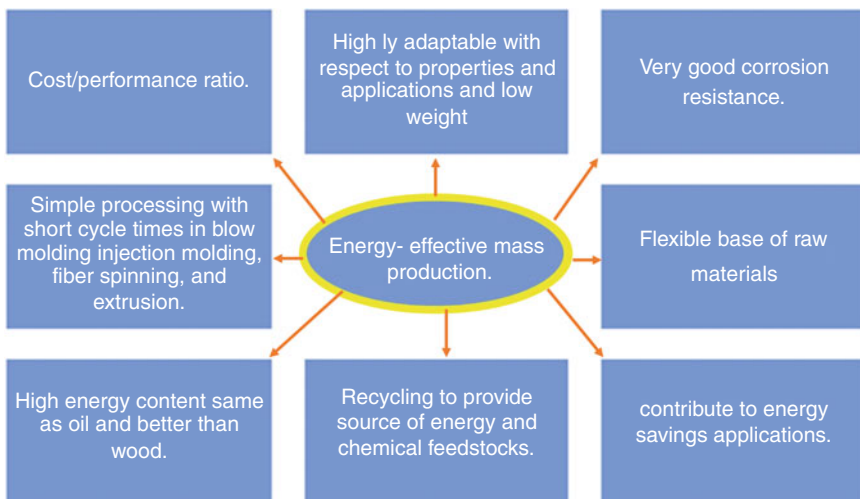 Cost/performance ratio.
High ly adaptable with
respect to properties and
applications and low
weight
Very good corrosion
resistance.
Simple processing with
short cycle times in blow
molding injection molding,
fiber spinning, and
extrusion.
Energy- effective mass
production.
Flexible base of raw
materials
High energy content same
as oil and better than
wood.
Recycling to provide
source of energy and
chemical feedstocks.
contribute to energy
savings applications.